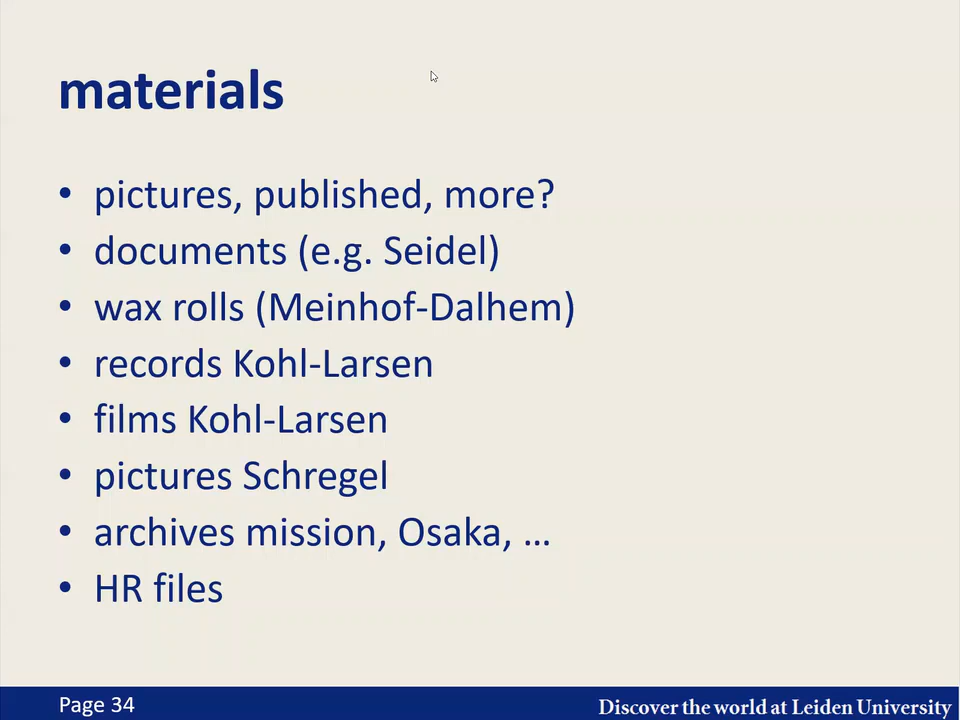 materials
• pictures, published, more?
• documents (e.g. Seidel)
• wax rolls (Meinhof-Dalhem)
• records Kohl-Larsen
• films Kohl-Larsen
• pictures Schregel
• archives mission, Osaka, …
• HR files
Page 34
Discover the world at Leiden University